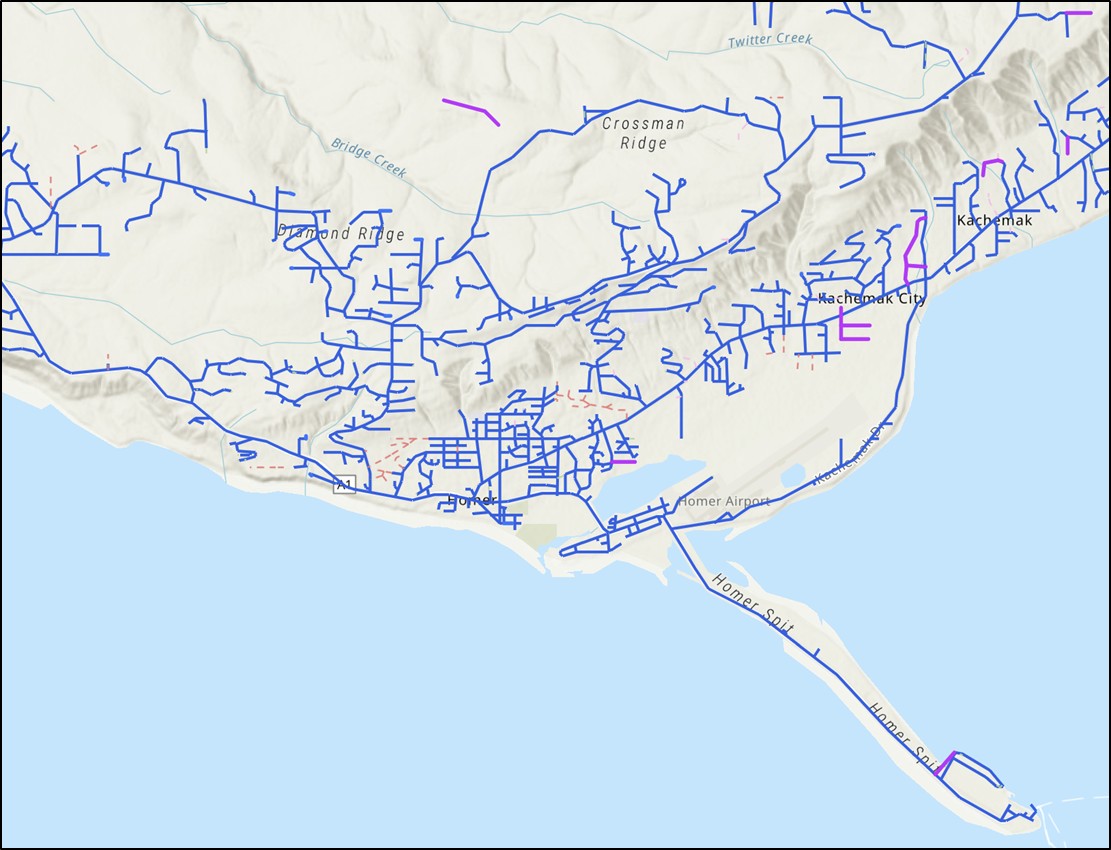 Twitter Creek
Crossman
Ridge
Bridge Creek
Kachemak
Diamond Ridge
Kachemak City
Kachemak Dr
A1
Homer
Homer Airport
Homer Spit
Homer Spit